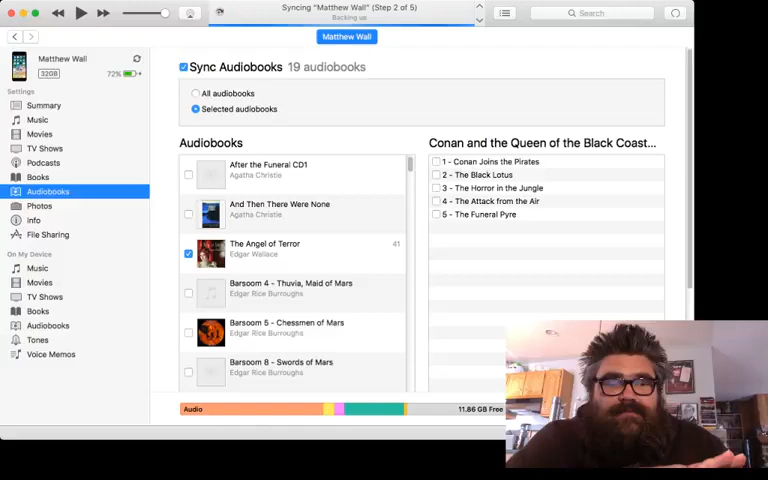 Syncing "Matthew Wall" (Step 2 of 5)
Backing up
Search
Matthew Wall
Matthew Wall
32GB
72%
Settings
Summary
Music
Movies
TV Shows
Podcasts
Books
Audiobooks
Photos
Info
File Sharing
On My Device
Music
Movies
TV Shows
Books
Audiobooks
Tones
Voice Memos
Sync Audiobooks 19 audiobooks
All audiobooks
Selected audiobooks
Audiobooks
After the Funeral CD1
Agatha Christie
And Then There Were None
Agatha Christie
The Angel of Terror
41
Edgar Wallace
Barsoom 4 - Thuvia, Maid of Mars
Edgar Rice Burroughs
Barsoom 5 - Chessmen of Mars
Edgar Rice Burroughs
Barsoom 8 - Swords of Mars
Edgar Rice Burroughs
Conan and the Queen of the Black Coast...
1 - Conan Joins the Pirates
2 - The Black Lotus
3 - The Horror in the Jungle
4 - The Attack from the Air
5 - The Funeral Pyre
Audio
11.86 GB Free